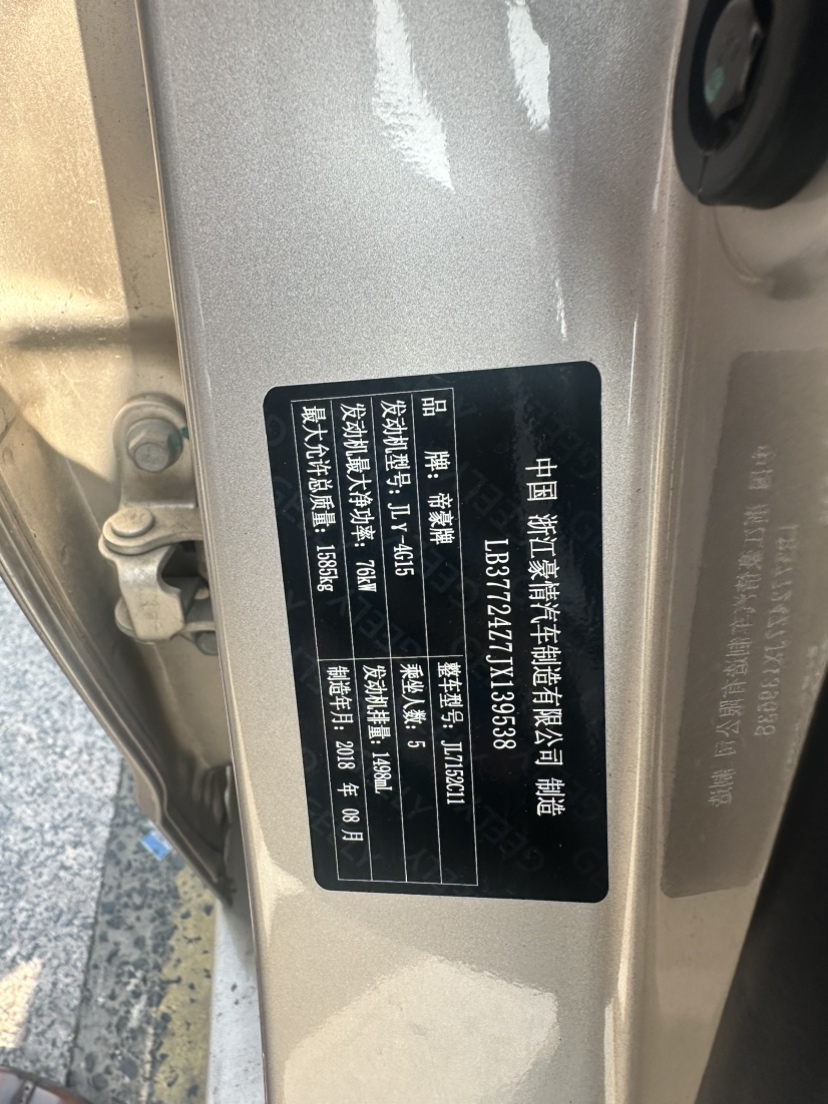 中国 浙江豪情汽车制造有限公司 制造
LB37724Z7JX139538
品 牌：帝豪牌 整车型号：JL7152C11
发动机型号：JLY-4G15 乘坐人数：5
发动机最大净功率：76kW 发动机排量：1498mL
最大允许总质量：1585kg 制造年月：2018 年 08 月